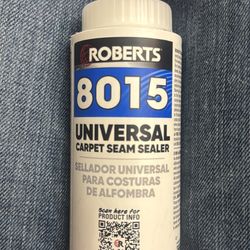 ROBERTS
8015
UNIVERSAL
CARPET SEAM SEALER
SELLADOR UNIVERSAL
PARA COSTURAS
DE ALFOMBRA
Scan here for
PRODUCT INFO